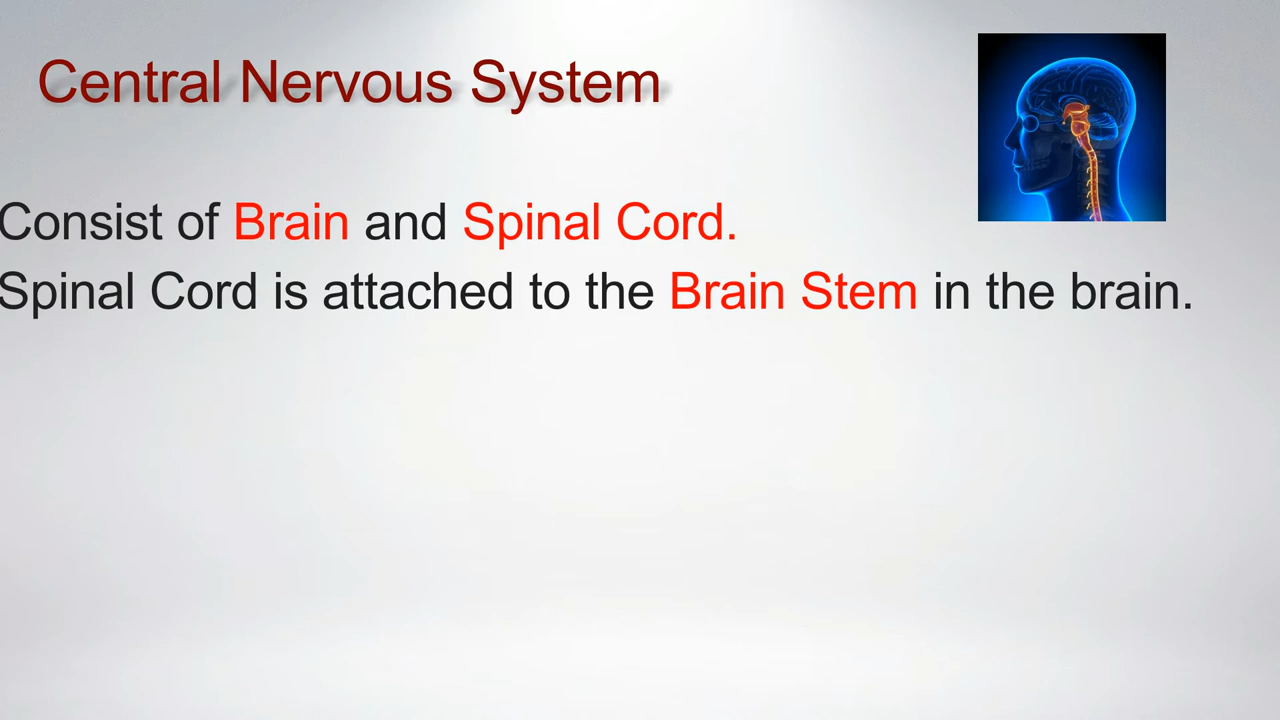 Central Nervous System
Consist of Brain and Spinal Cord.
Spinal Cord is attached to the Brain Stem in the brain.